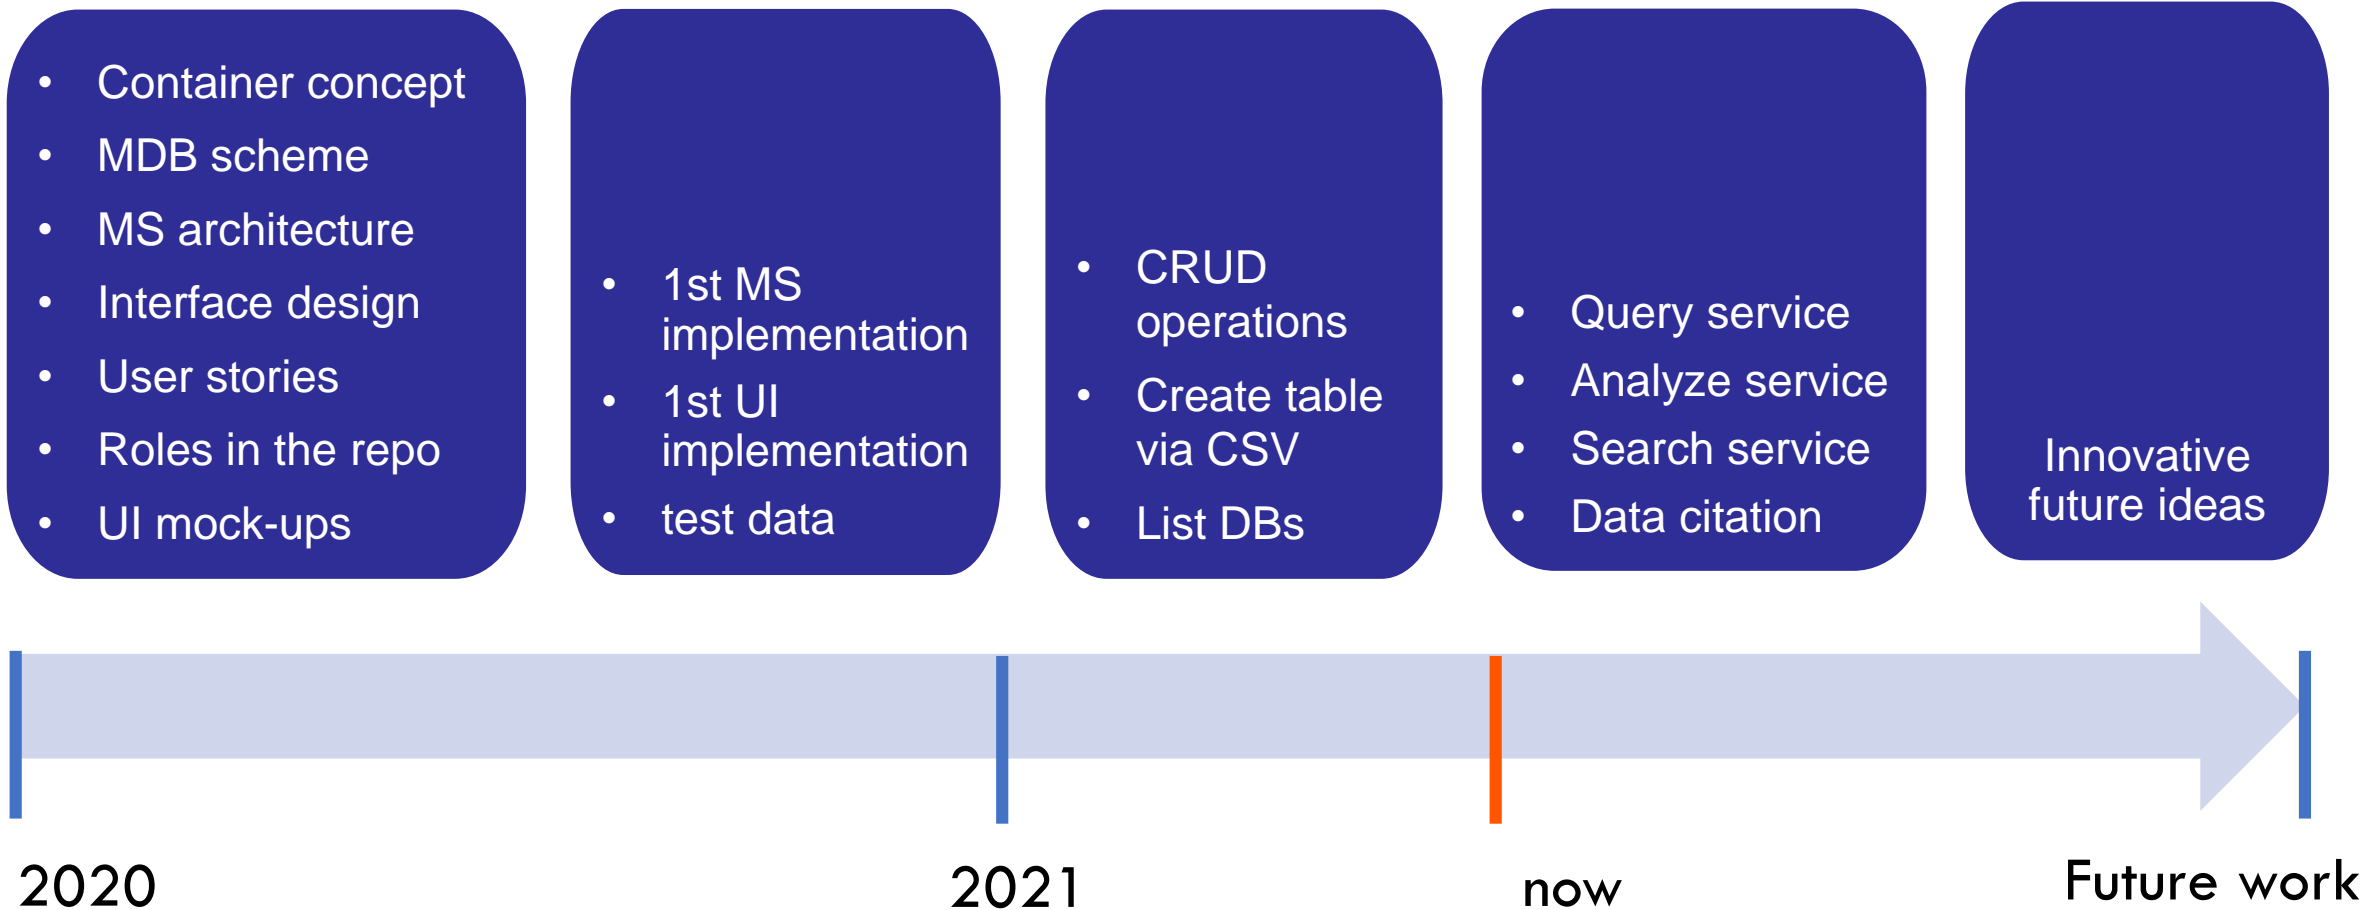 • Container concept
• MDB scheme
• MS architecture
• Interface design
• User stories
• Roles in the repo
• UI mock-ups
• 1st MS
implementation
• 1st UI
implementation
• test data
• CRUD
operations
• Create table
via CSV
• List DBs
• Query service
• Analyze service
• Search service
• Data citation
Innovative
future ideas
2020
2021
now
Future work